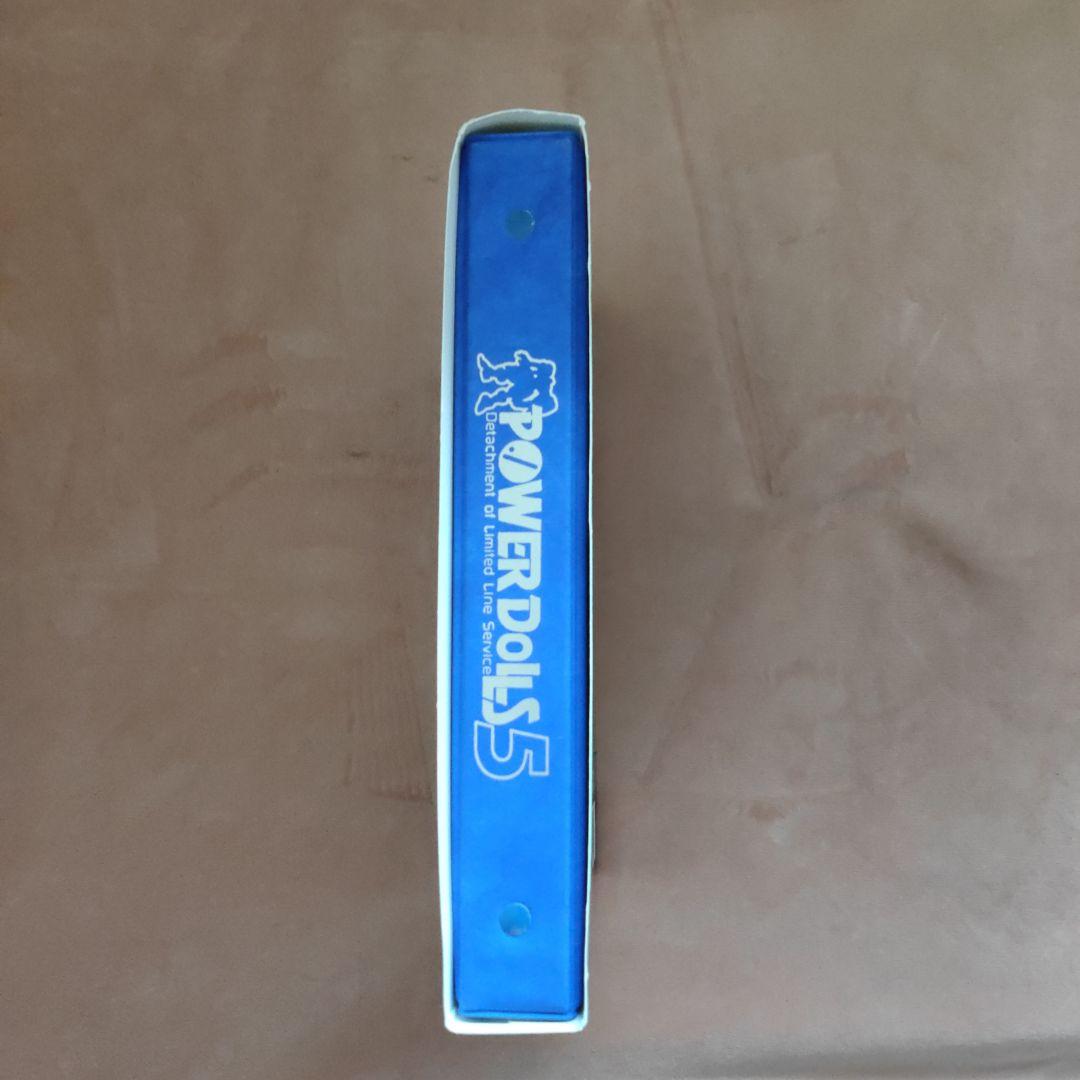 POWER DoLLS 5
Detachment of Limited Line Service